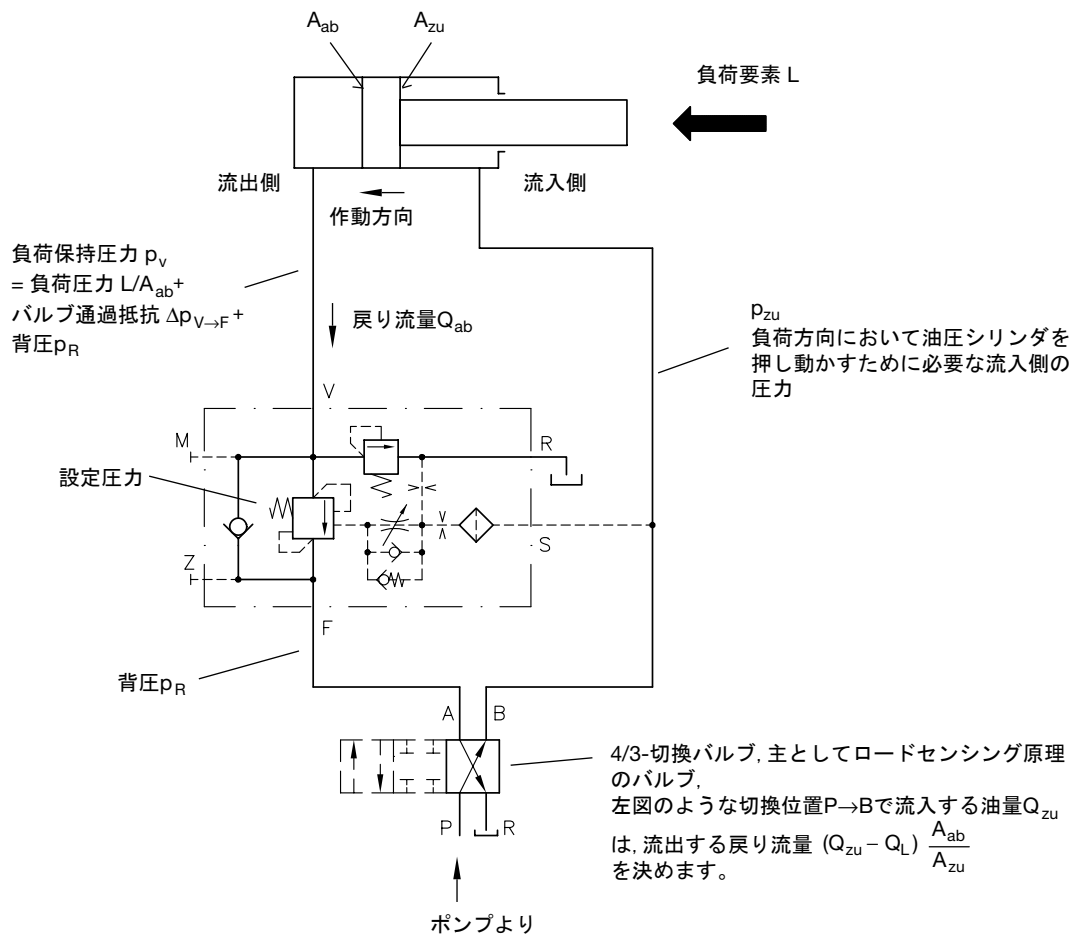 A_ab
A_zu
負荷要素 L
流出側
流入側
作動方向
負荷保持圧力 p_v
= 負荷圧力 L/A_ab+
バルブ通過抵抗 Δp_V→F+
背圧p_R
戻り流量Q_ab
p_zu
負荷方向において油圧シリンダを
押し動かすために必要な流入側の
圧力
V
M
R
設定圧力
S
Z
F
背圧p_R
A
B
4/3-切換バルブ, 主としてロードセンシング原理
のバルブ,
左図のような切換位置P→Bで流入する油量Q_zu
は, 流出する戻り流量 (Q_zu – Q_L) A_ab/A_zu
を決めます。
P
R
ポンプより